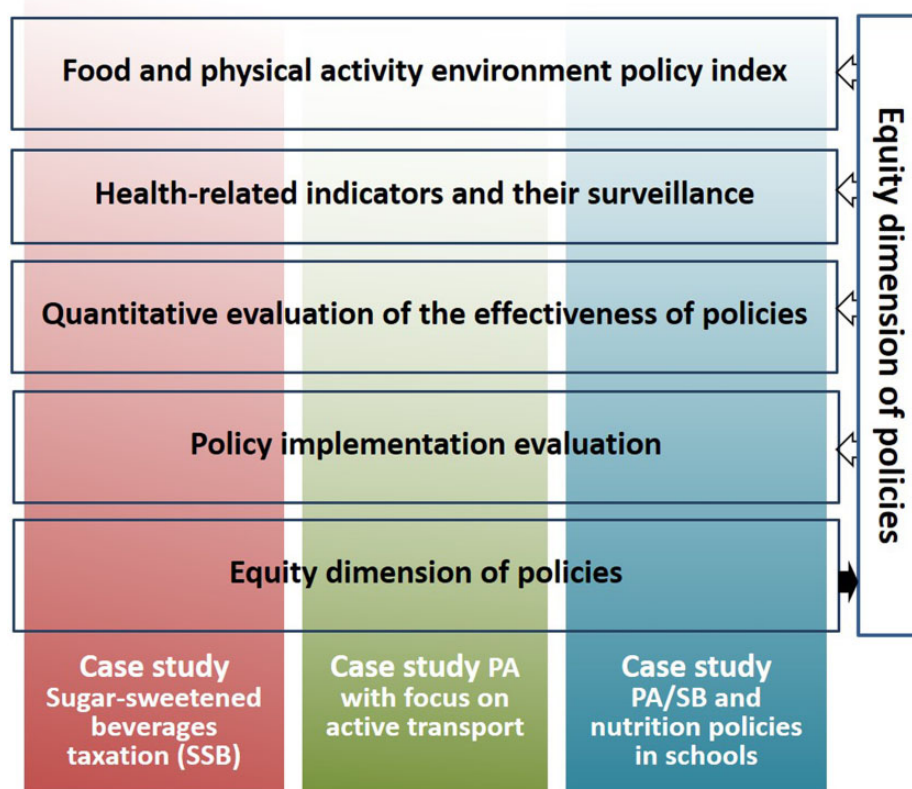 Food and physical activity environment policy index
Health-related indicators and their surveillance
Quantitative evaluation of the effectiveness of policies
Policy implementation evaluation
Equity dimension of policies
Equity dimension of policies
Case study
Sugar-sweetened
beverages
taxation (SSB)
Case study PA
with focus on
active transport
Case study
PA/SB and
nutrition policies
in schools